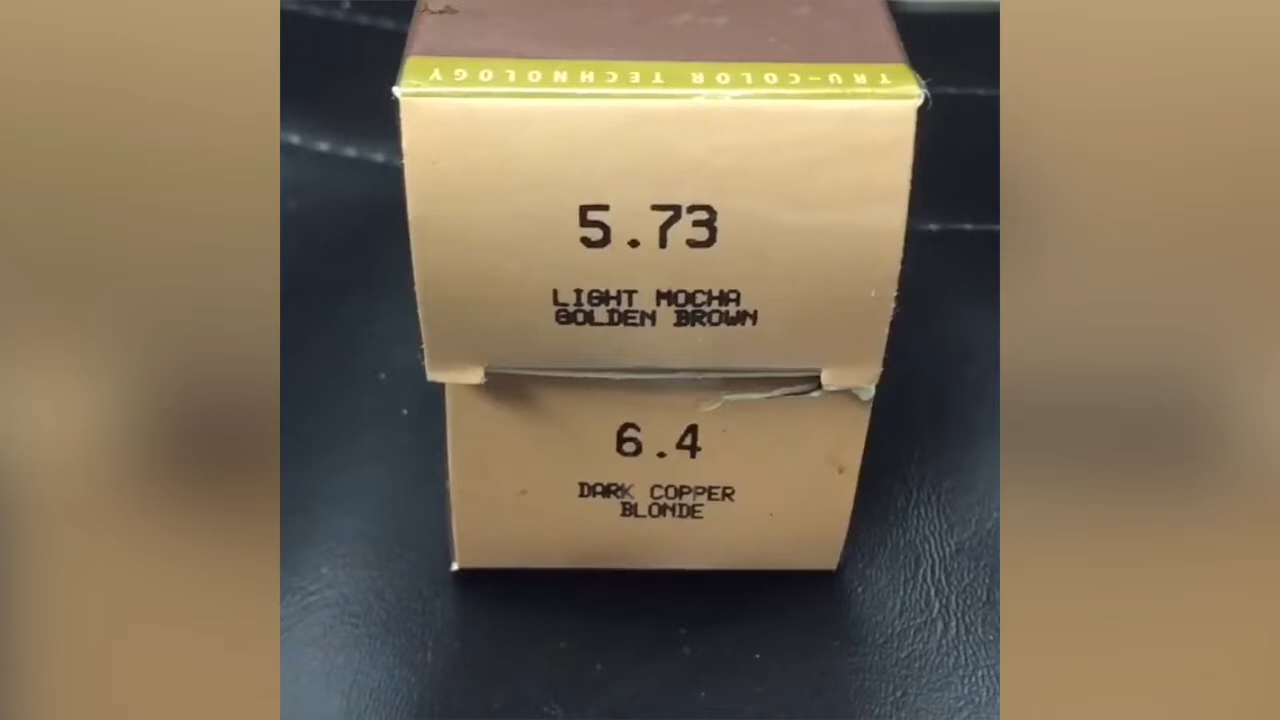 TRU-COLOR TECHNOLOGY
5.73
LIGHT MOCHA
GOLDEN BROWN
6.4
DARK COPPER
BLONDE